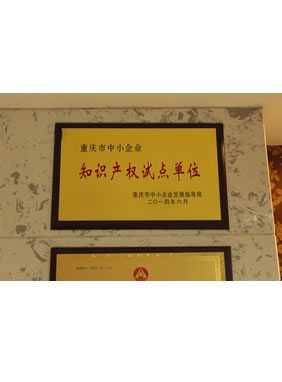 重庆市中小企业
知识产权试点单位
重庆市中小企业发展指导局
二〇一四年六月